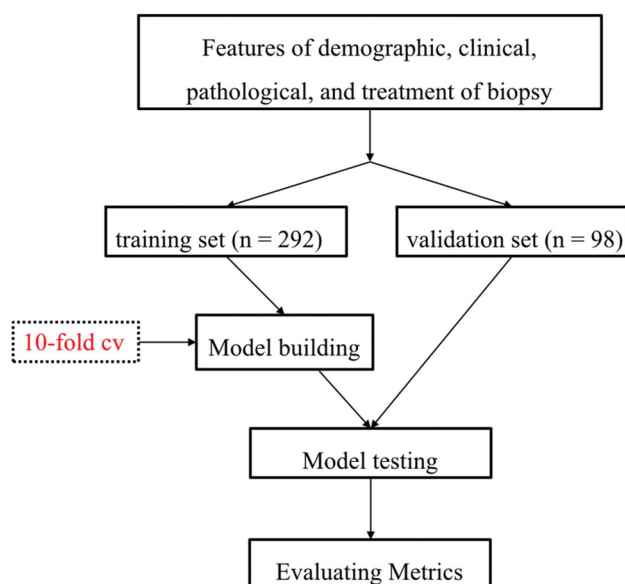 Features of demographic, clinical,
pathological, and treatment of biopsy
training set (n = 292)
validation set (n = 98)
10-fold cv
Model building
Model testing
Evaluating Metrics